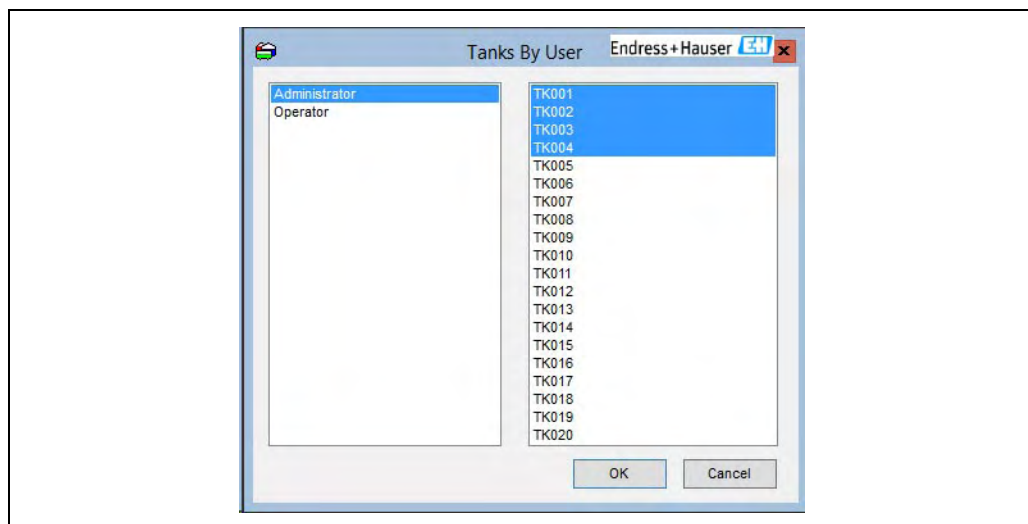 Tanks By User
Endress+Hauser EH
Administrator
Operator
TK001
TK002
TK003
TK004
TK005
TK006
TK007
TK008
TK009
TK010
TK011
TK012
TK013
TK014
TK015
TK016
TK017
TK018
TK019
TK020
OK
Cancel